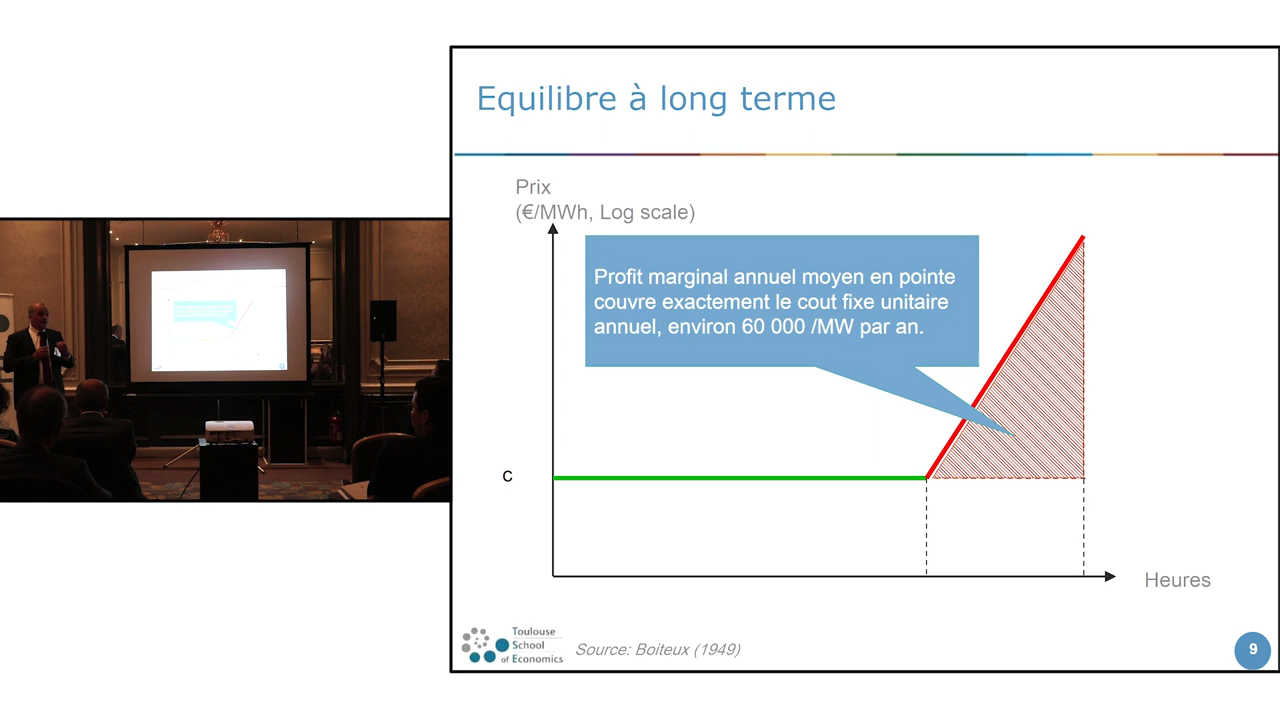 Equilibre à long terme
Prix
(€/MWh, Log scale)
Profit marginal annuel moyen en pointe
couvre exactement le cout fixe unitaire
annuel, environ 60 000 /MW par an.
c
Heures
Toulouse
School
of Economics
Source: Boiteux (1949)
9